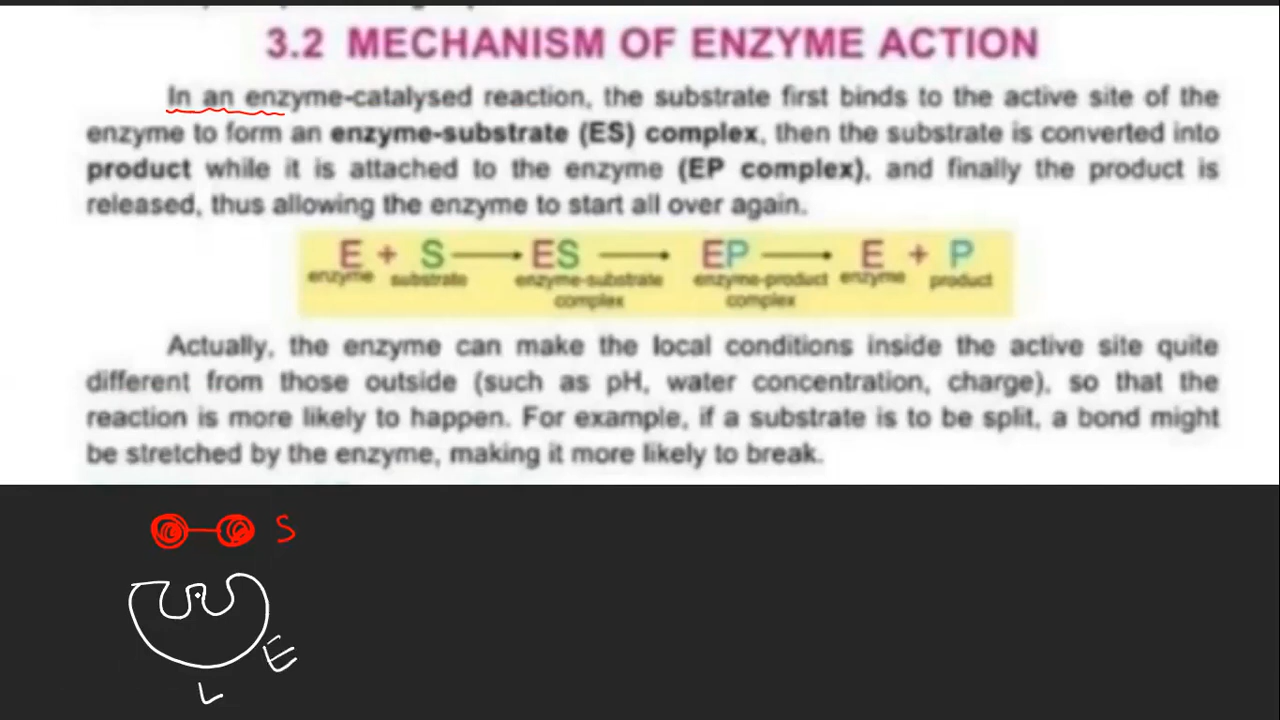 3.2 MECHANISM OF ENZYME ACTION
In an enzyme-catalysed reaction, the substrate first binds to the active site of the
enzyme to form an enzyme-substrate (ES) complex, then the substrate is converted into
product while it is attached to the enzyme (EP complex), and finally the product is
released, thus allowing the enzyme to start all over again.
E + S → ES → EP → E + P
enzyme substrate enzyme-substrate enzyme-product enzyme product
complex complex
Actually, the enzyme can make the local conditions inside the active site quite
different from those outside (such as pH, water concentration, charge), so that the
reaction is more likely to happen. For example, if a substrate is to be split, a bond might
be stretched by the enzyme, making it more likely to break.
S
E
L